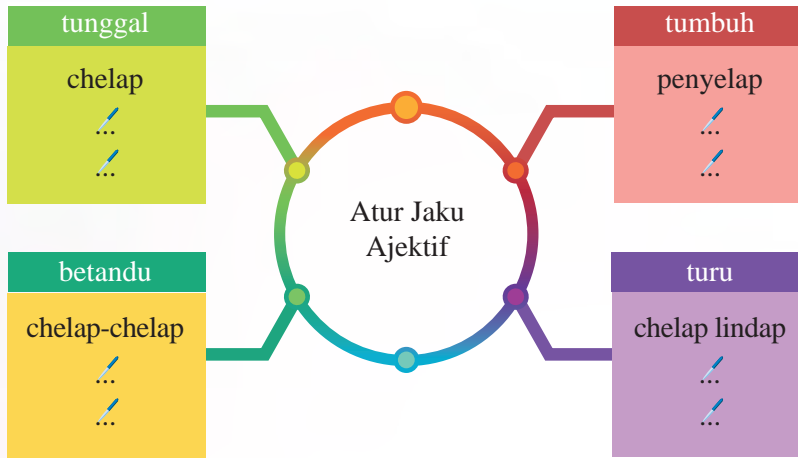 tunggal
chelap
...
...
tumbuh
penyelap
...
...
Atur Jaku
Ajektif
betandu
chelap-chelap
...
...
turu
chelap lindap
...
...